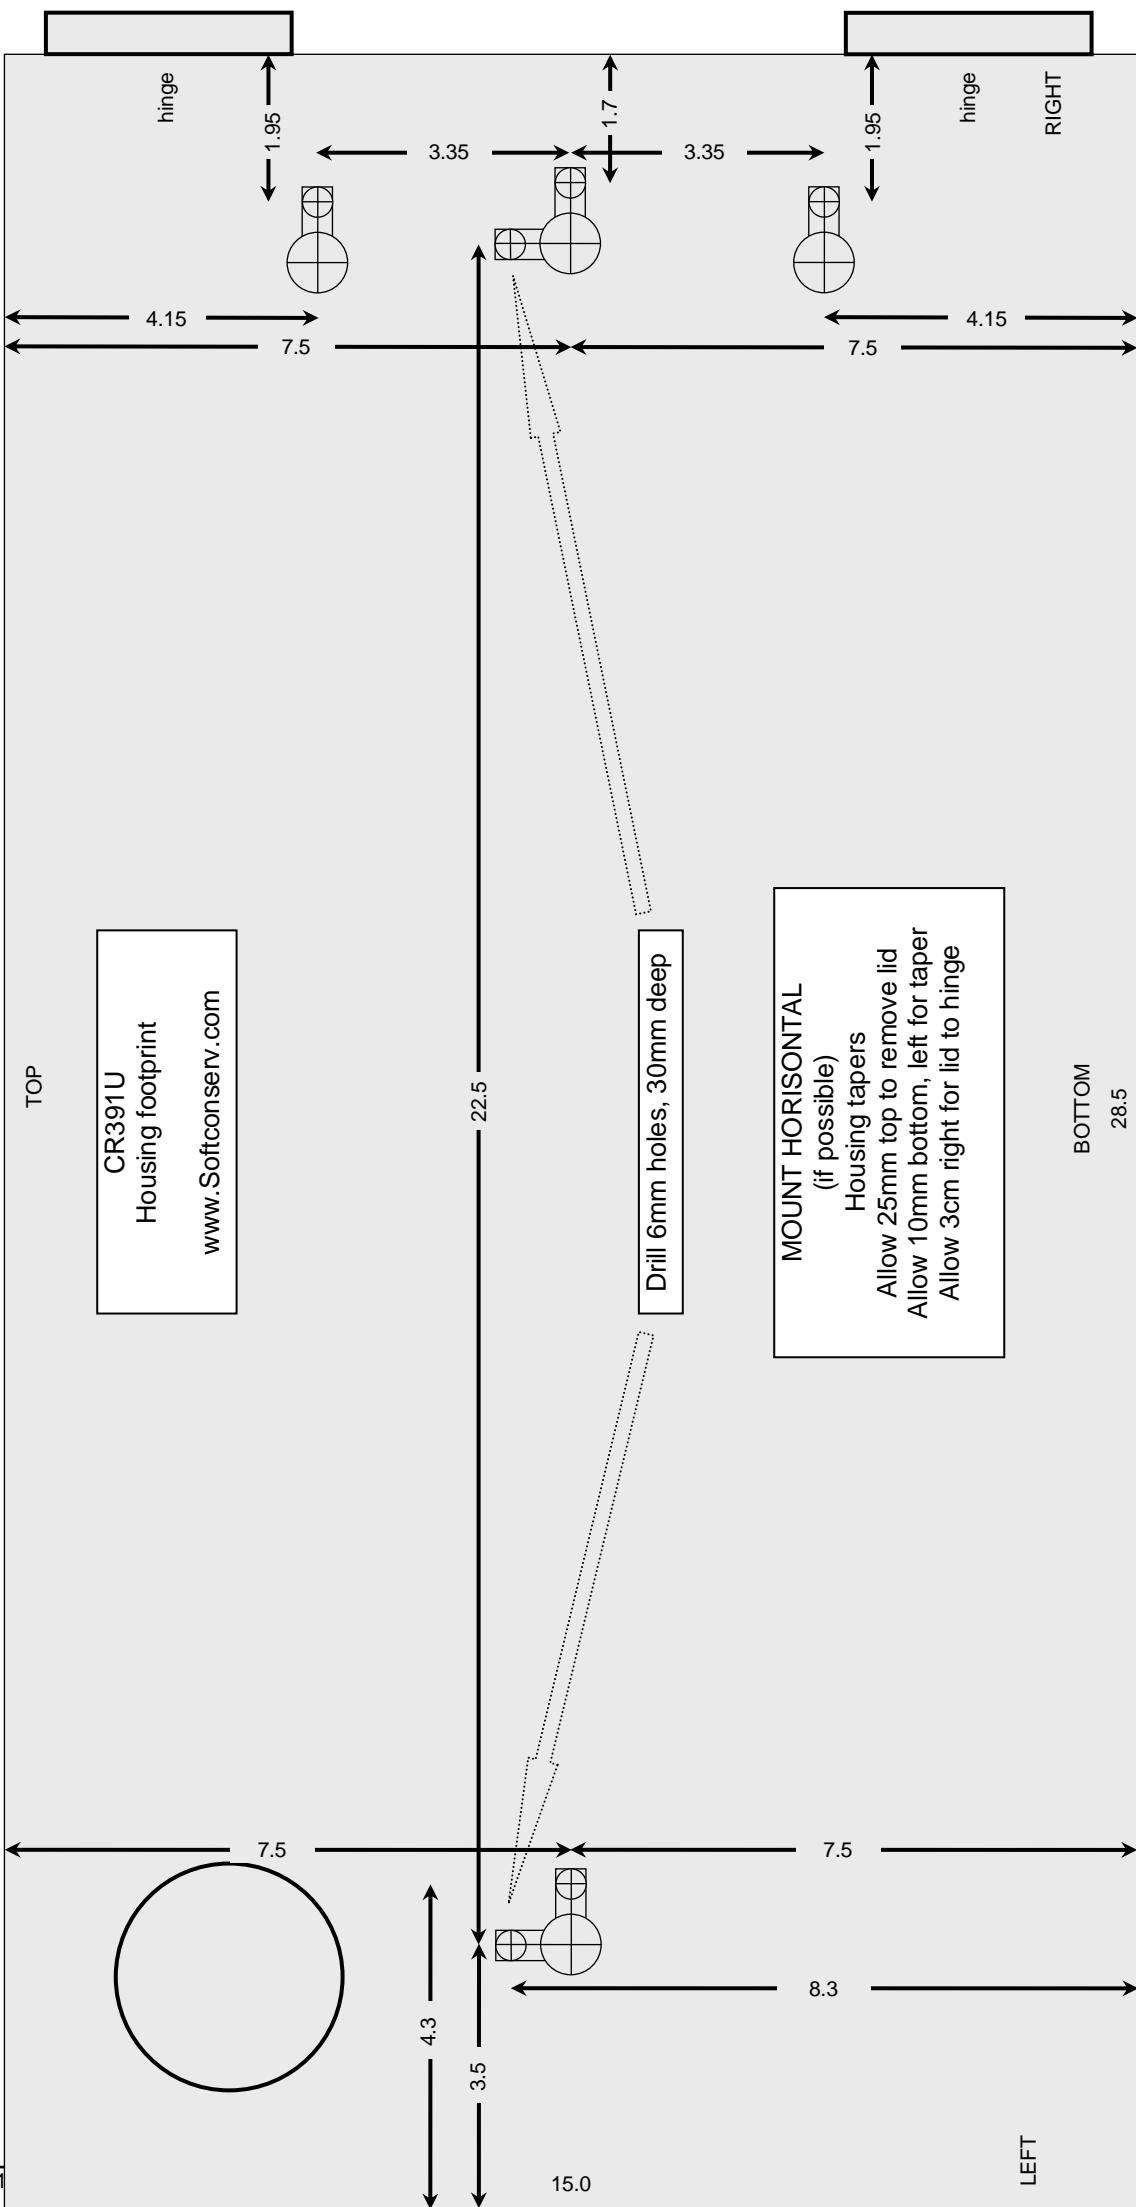 hinge
hinge
RIGHT
1.95
1.7
1.95
3.35
3.35
4.15
4.15
7.5
7.5
TOP
CR391U
Housing footprint
www.Softconserv.com
22.5
Drill 6mm holes, 30mm deep
MOUNT HORISONTAL
(if possible)
Housing tapers
Allow 25mm top to remove lid
Allow 10mm bottom, left for taper
Allow 3cm right for lid to hinge
BOTTOM
28.5
7.5
7.5
8.3
4.3
3.5
15.0
LEFT